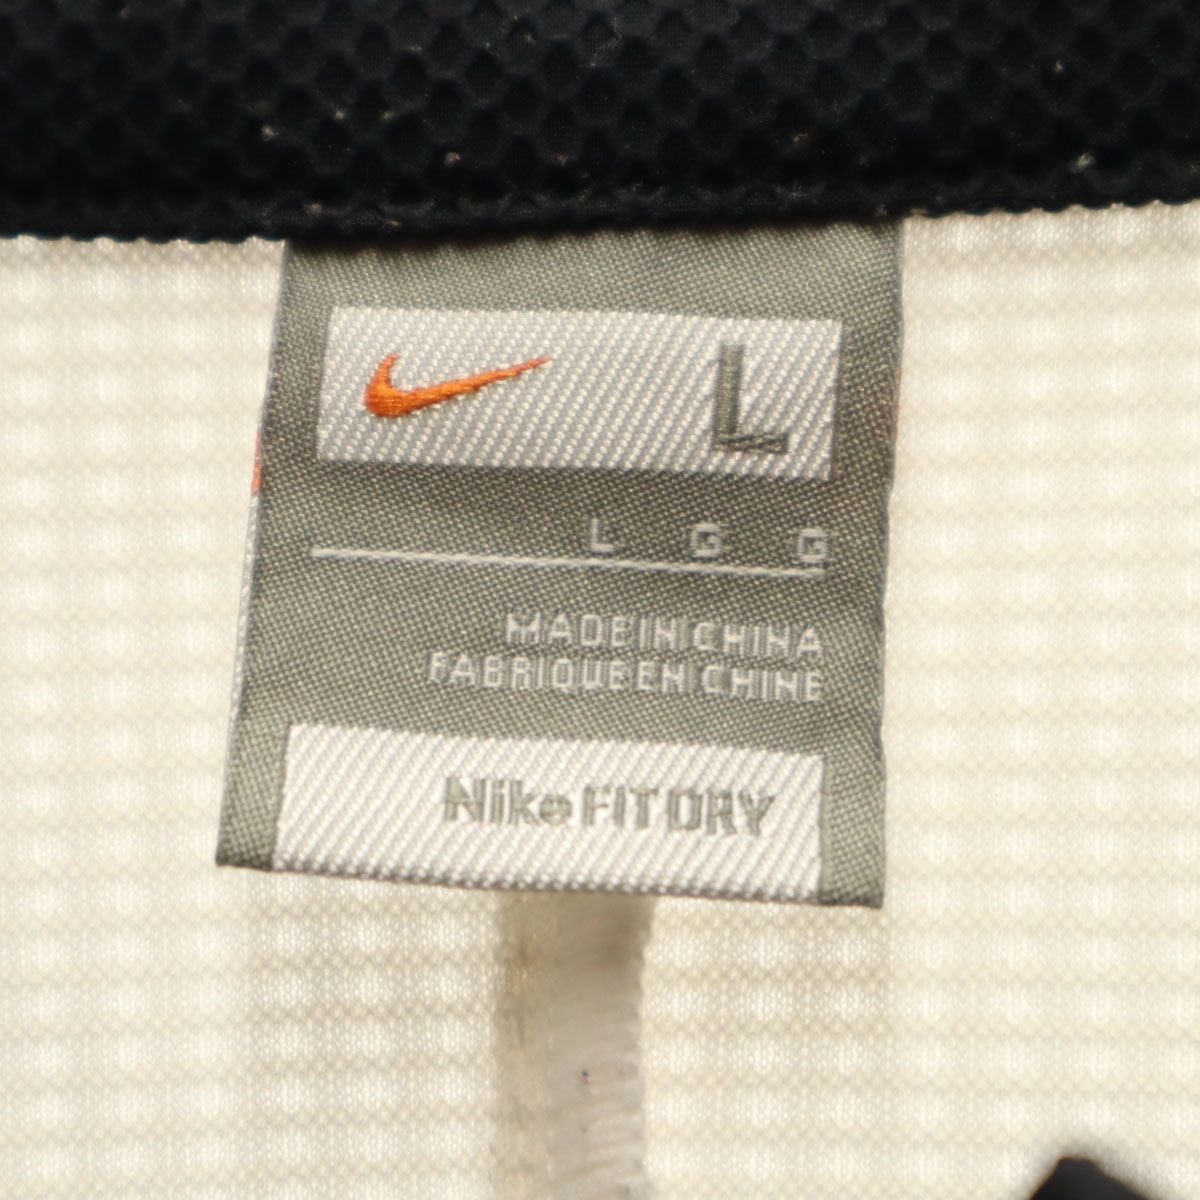 L
L G G
MADE IN CHINA
FABRIQUE EN CHINE
Nike FIT DRY